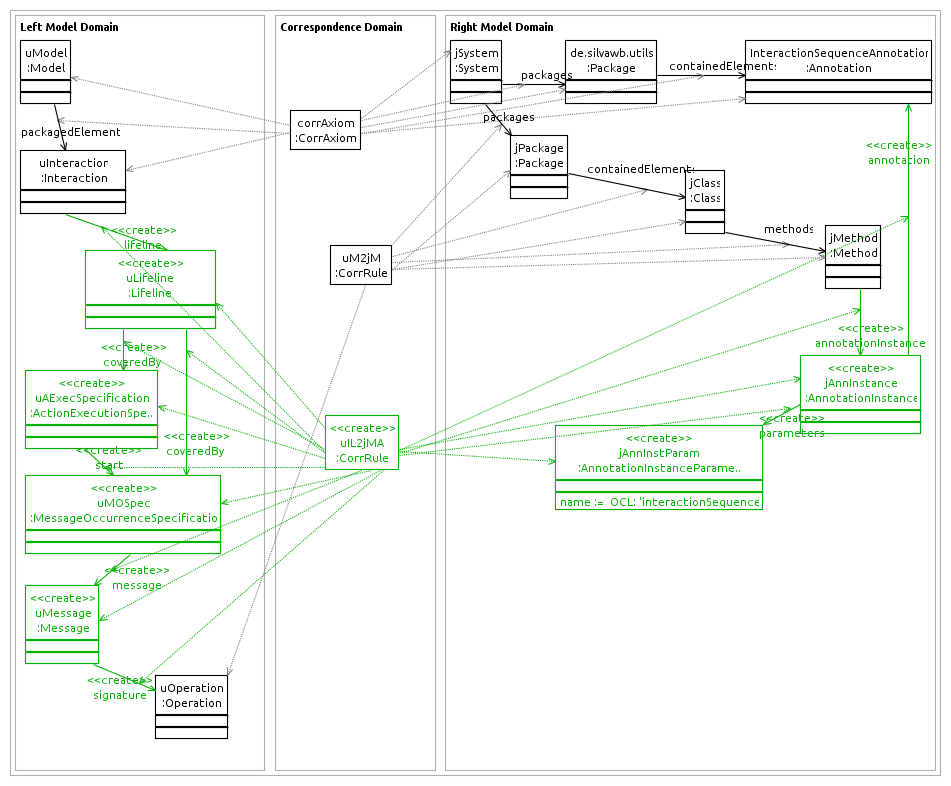 Left Model Domain
Correspondence Domain
Right Model Domain
uModel
:Model
packagedElement
uInteraction
:Interaction
<<create>>
lifeline
<<create>>
uLifeline
:Lifeline
<<create>>
coveredBy
<<create>>
uAExecSpecification
:ActionExecutionSpe..
<<create>>
coveredBy
<<create>>
start
<<create>>
uMOSpec
:MessageOccurrenceSpecificatio
<<create>>
message
<<create>>
uMessage
:Message
<<create>>
signature
uOperation
:Operation
corrAxiom
:CorrAxiom
uM2jM
:CorrRule
<<create>>
uIL2jMA
:CorrRule
jSystem
:System
packages
de.silvawb.utils
:Package
containedElement:
InteractionSequenceAnnotation
:Annotation
packages
jPackage
:Package
containedElement:
jClass
:Class
methods
jMethod
:Method
<<create>>
annotation
<<create>>
annotationInstance
<<create>>
jAnnInstance
:AnnotationInstance
<<create>>
parameters
<<create>>
jAnnInstParam
:AnnotationInstanceParame..
name := OCL: 'interactionSequence